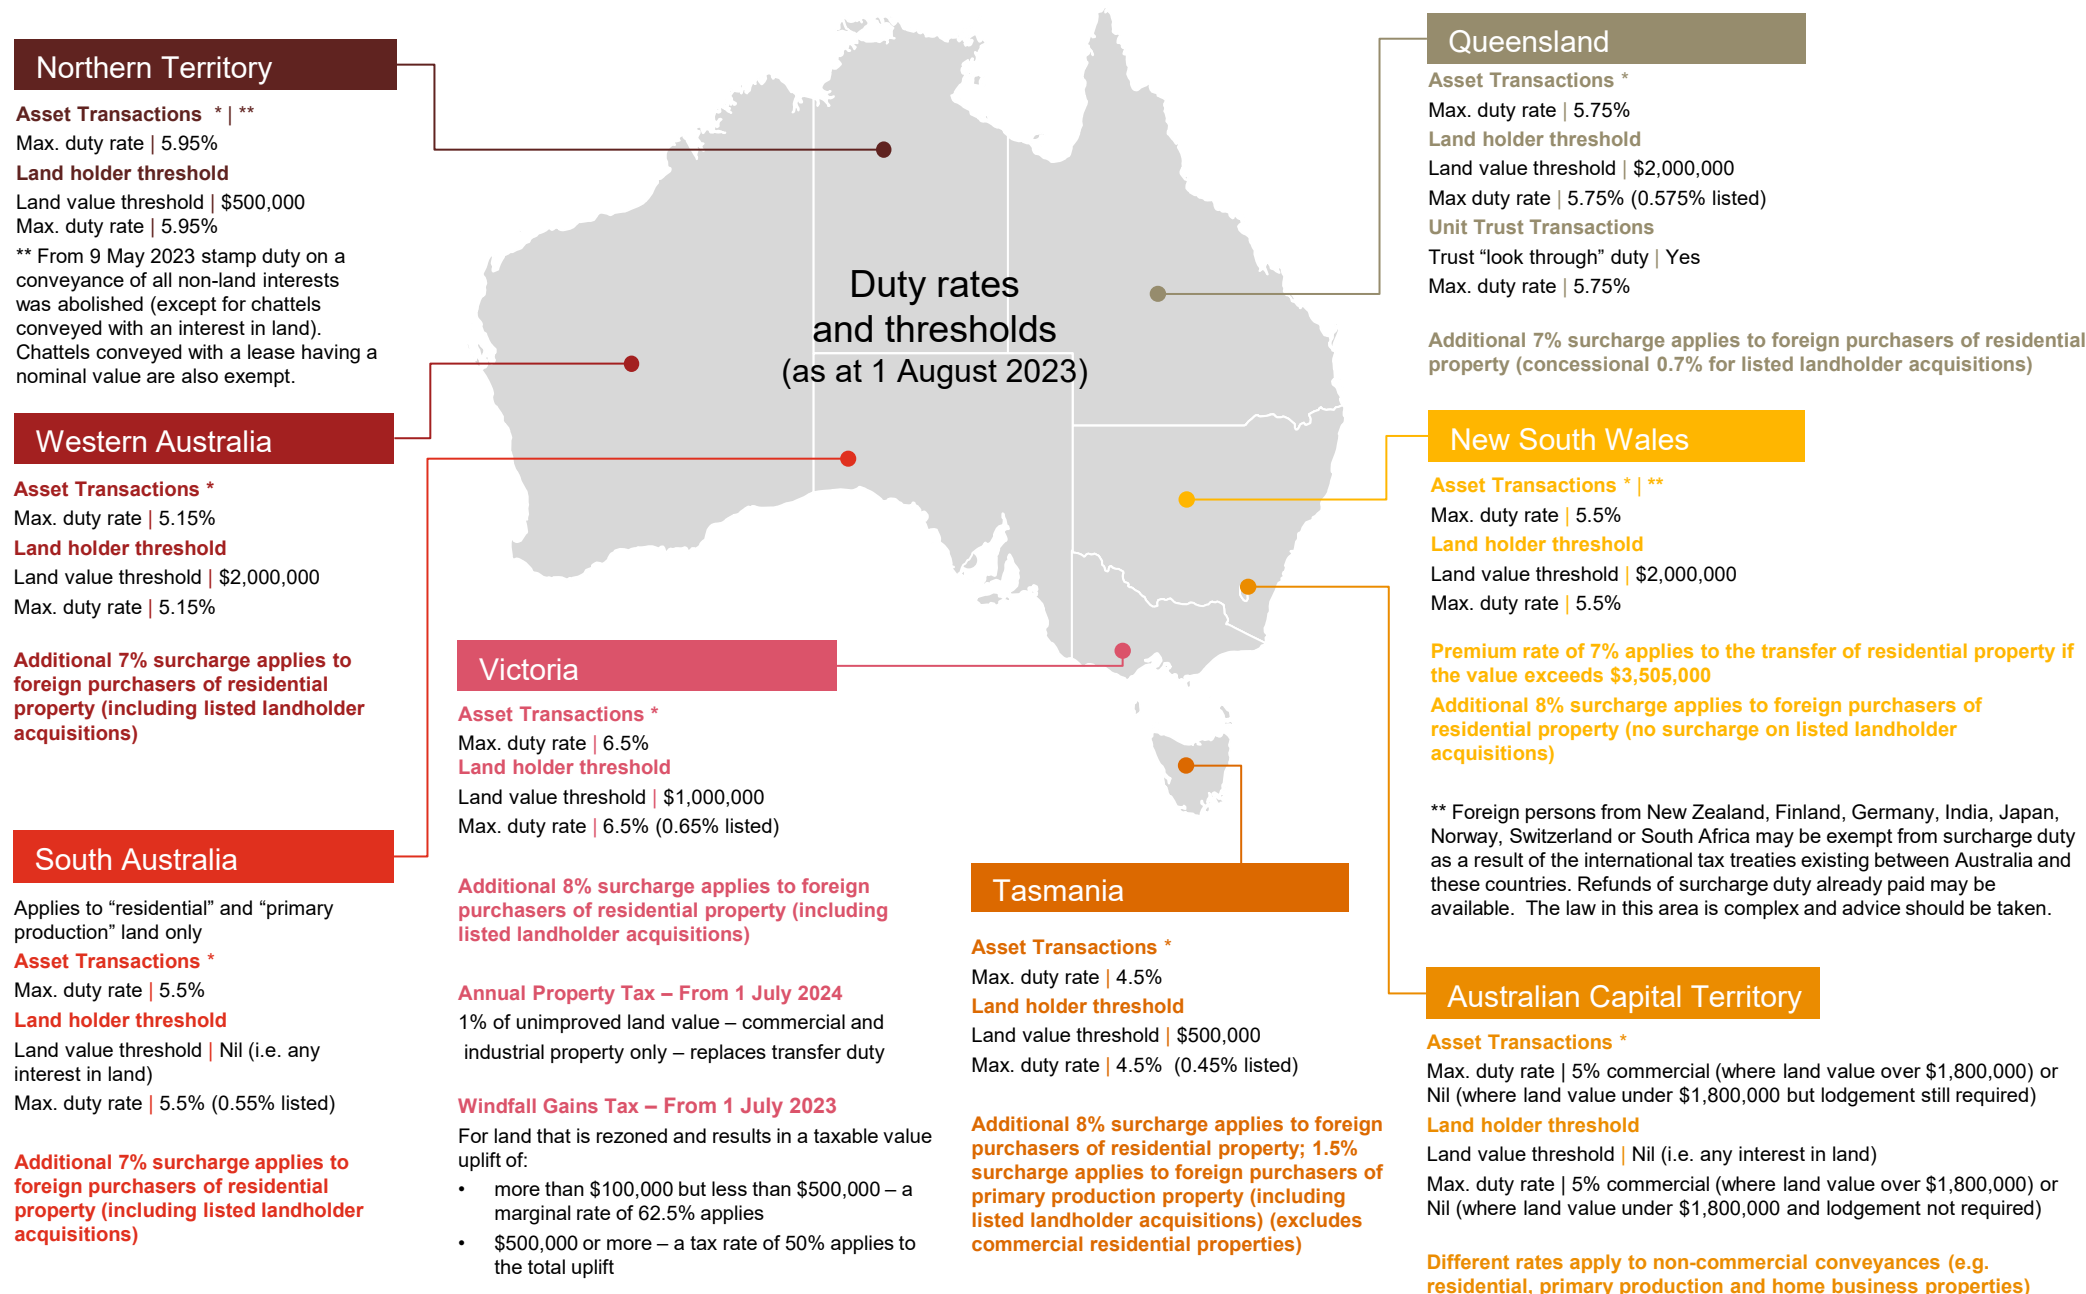 Northern Territory
Asset Transactions * | **
Max. duty rate | 5.95%
Land holder threshold
Land value threshold | $500,000
Max. duty rate | 5.95%
** From 9 May 2023 stamp duty on a
conveyance of all non-land interests
was abolished (except for chattels
conveyed with an interest in land).
Chattels conveyed with a lease having a
nominal value are also exempt.
Western Australia
Asset Transactions *
Max. duty rate | 5.15%
Land holder threshold
Land value threshold | $2,000,000
Max. duty rate | 5.15%
Additional 7% surcharge applies to
foreign purchasers of residential
property (including listed landholder
acquisitions)
South Australia
Applies to “residential” and “primary
production” land only
Asset Transactions *
Max. duty rate | 5.5%
Land holder threshold
Land value threshold | Nil (i.e. any
interest in land)
Max. duty rate | 5.5% (0.55% listed)
Additional 7% surcharge applies to
foreign purchasers of residential
property (including listed landholder
acquisitions)
Duty rates
and thresholds
(as at 1 August 2023)
Victoria
Asset Transactions *
Max. duty rate | 6.5%
Land holder threshold
Land value threshold | $1,000,000
Max. duty rate | 6.5% (0.65% listed)
Additional 8% surcharge applies to foreign
purchasers of residential property (including
listed landholder acquisitions)
Annual Property Tax – From 1 July 2024
1% of unimproved land value – commercial and
industrial property only – replaces transfer duty
Windfall Gains Tax – From 1 July 2023
For land that is rezoned and results in a taxable value
uplift of:
• more than $100,000 but less than $500,000 – a
marginal rate of 62.5% applies
• $500,000 or more – a tax rate of 50% applies to
the total uplift
Tasmania
Asset Transactions *
Max. duty rate | 4.5%
Land holder threshold
Land value threshold | $500,000
Max. duty rate | 4.5% (0.45% listed)
Additional 8% surcharge applies to foreign
purchasers of residential property; 1.5%
surcharge applies to foreign purchasers of
primary production property (including
listed landholder acquisitions) (excludes
commercial residential properties)
Queensland
Asset Transactions *
Max. duty rate | 5.75%
Land holder threshold
Land value threshold | $2,000,000
Max duty rate | 5.75% (0.575% listed)
Unit Trust Transactions
Trust “look through” duty | Yes
Max. duty rate | 5.75%
Additional 7% surcharge applies to foreign purchasers of residential
property (concessional 0.7% for listed landholder acquisitions)
New South Wales
Asset Transactions * | **
Max. duty rate | 5.5%
Land holder threshold
Land value threshold | $2,000,000
Max. duty rate | 5.5%
Premium rate of 7% applies to the transfer of residential property if
the value exceeds $3,505,000
Additional 8% surcharge applies to foreign purchasers of
residential property (no surcharge on listed landholder
acquisitions)
** Foreign persons from New Zealand, Finland, Germany, India, Japan,
Norway, Switzerland or South Africa may be exempt from surcharge duty
as a result of the international tax treaties existing between Australia and
these countries. Refunds of surcharge duty already paid may be
available. The law in this area is complex and advice should be taken.
Australian Capital Territory
Asset Transactions *
Max. duty rate | 5% commercial (where land value over $1,800,000) or
Nil (where land value under $1,800,000 but lodgement still required)
Land holder threshold
Land value threshold | Nil (i.e. any interest in land)
Max. duty rate | 5% commercial (where land value over $1,800,000) or
Nil (where land value under $1,800,000 and lodgement not required)
Different rates apply to non-commercial conveyances (e.g.
residential, primary production and home business properties)